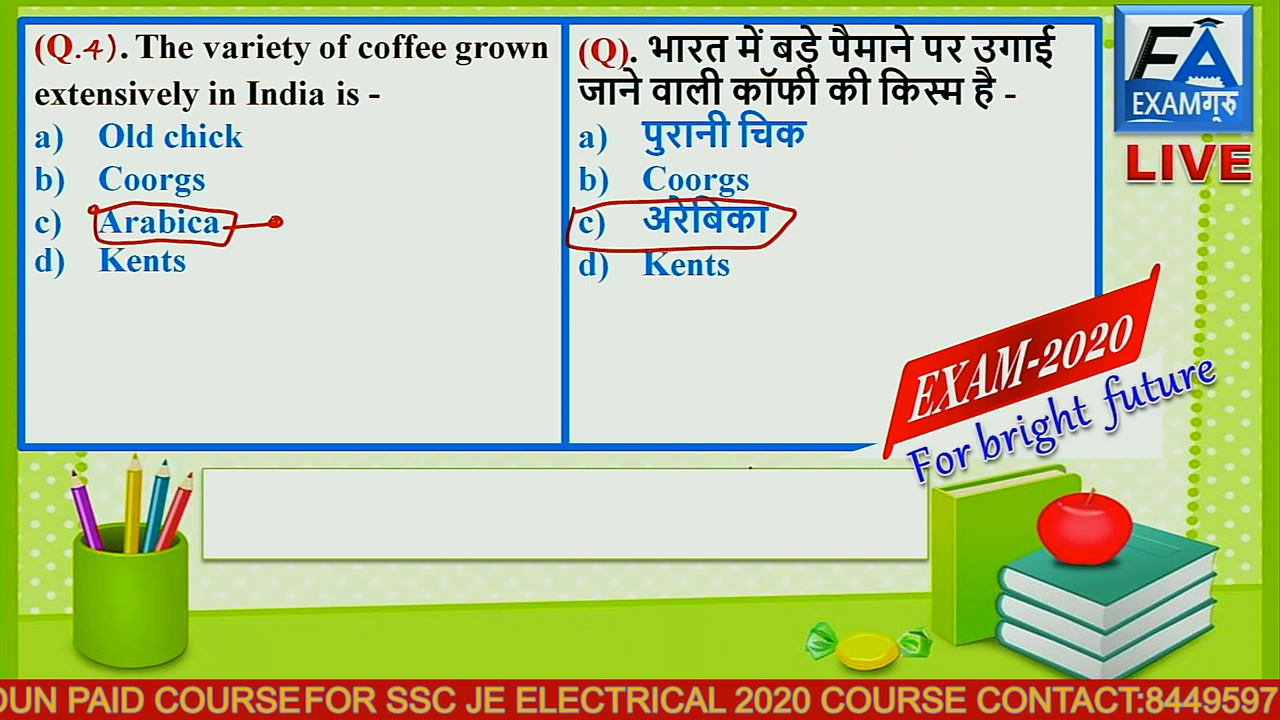 (Q.4). The variety of coffee grown
extensively in India is -
a) Old chick
b) Coorgs
c) Arabica
d) Kents
(Q). भारत में बड़े पैमाने पर उगाई
जाने वाली कॉफी की किस्म है -
a) पुरानी चिक
b) Coorgs
c) अरेबिका
d) Kents
EXAMगुरु
LIVE
EXAM-2020
For bright future
OUN PAID COURSEFOR SSC JE ELECTRICAL 2020 COURSE CONTACT:8449597